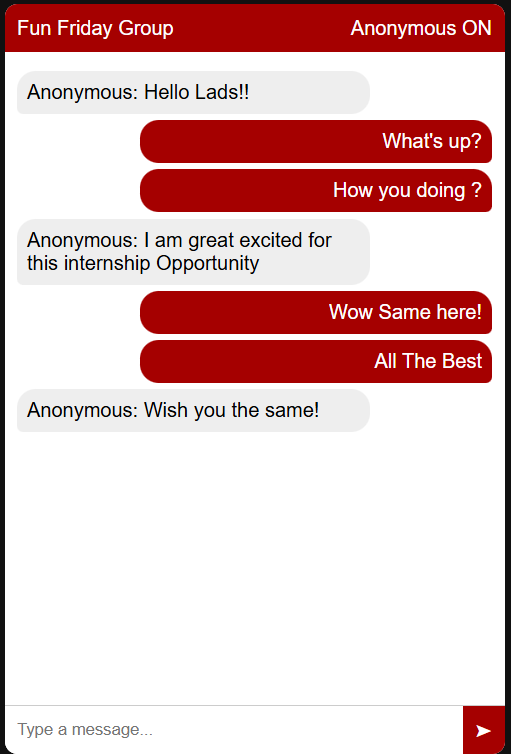 Fun Friday Group
Anonymous ON
Anonymous: Hello Lads!!
What's up?
How you doing ?
Anonymous: I am great excited for
this internship Opportunity
Wow Same here!
All The Best
Anonymous: Wish you the same!
Type a message...